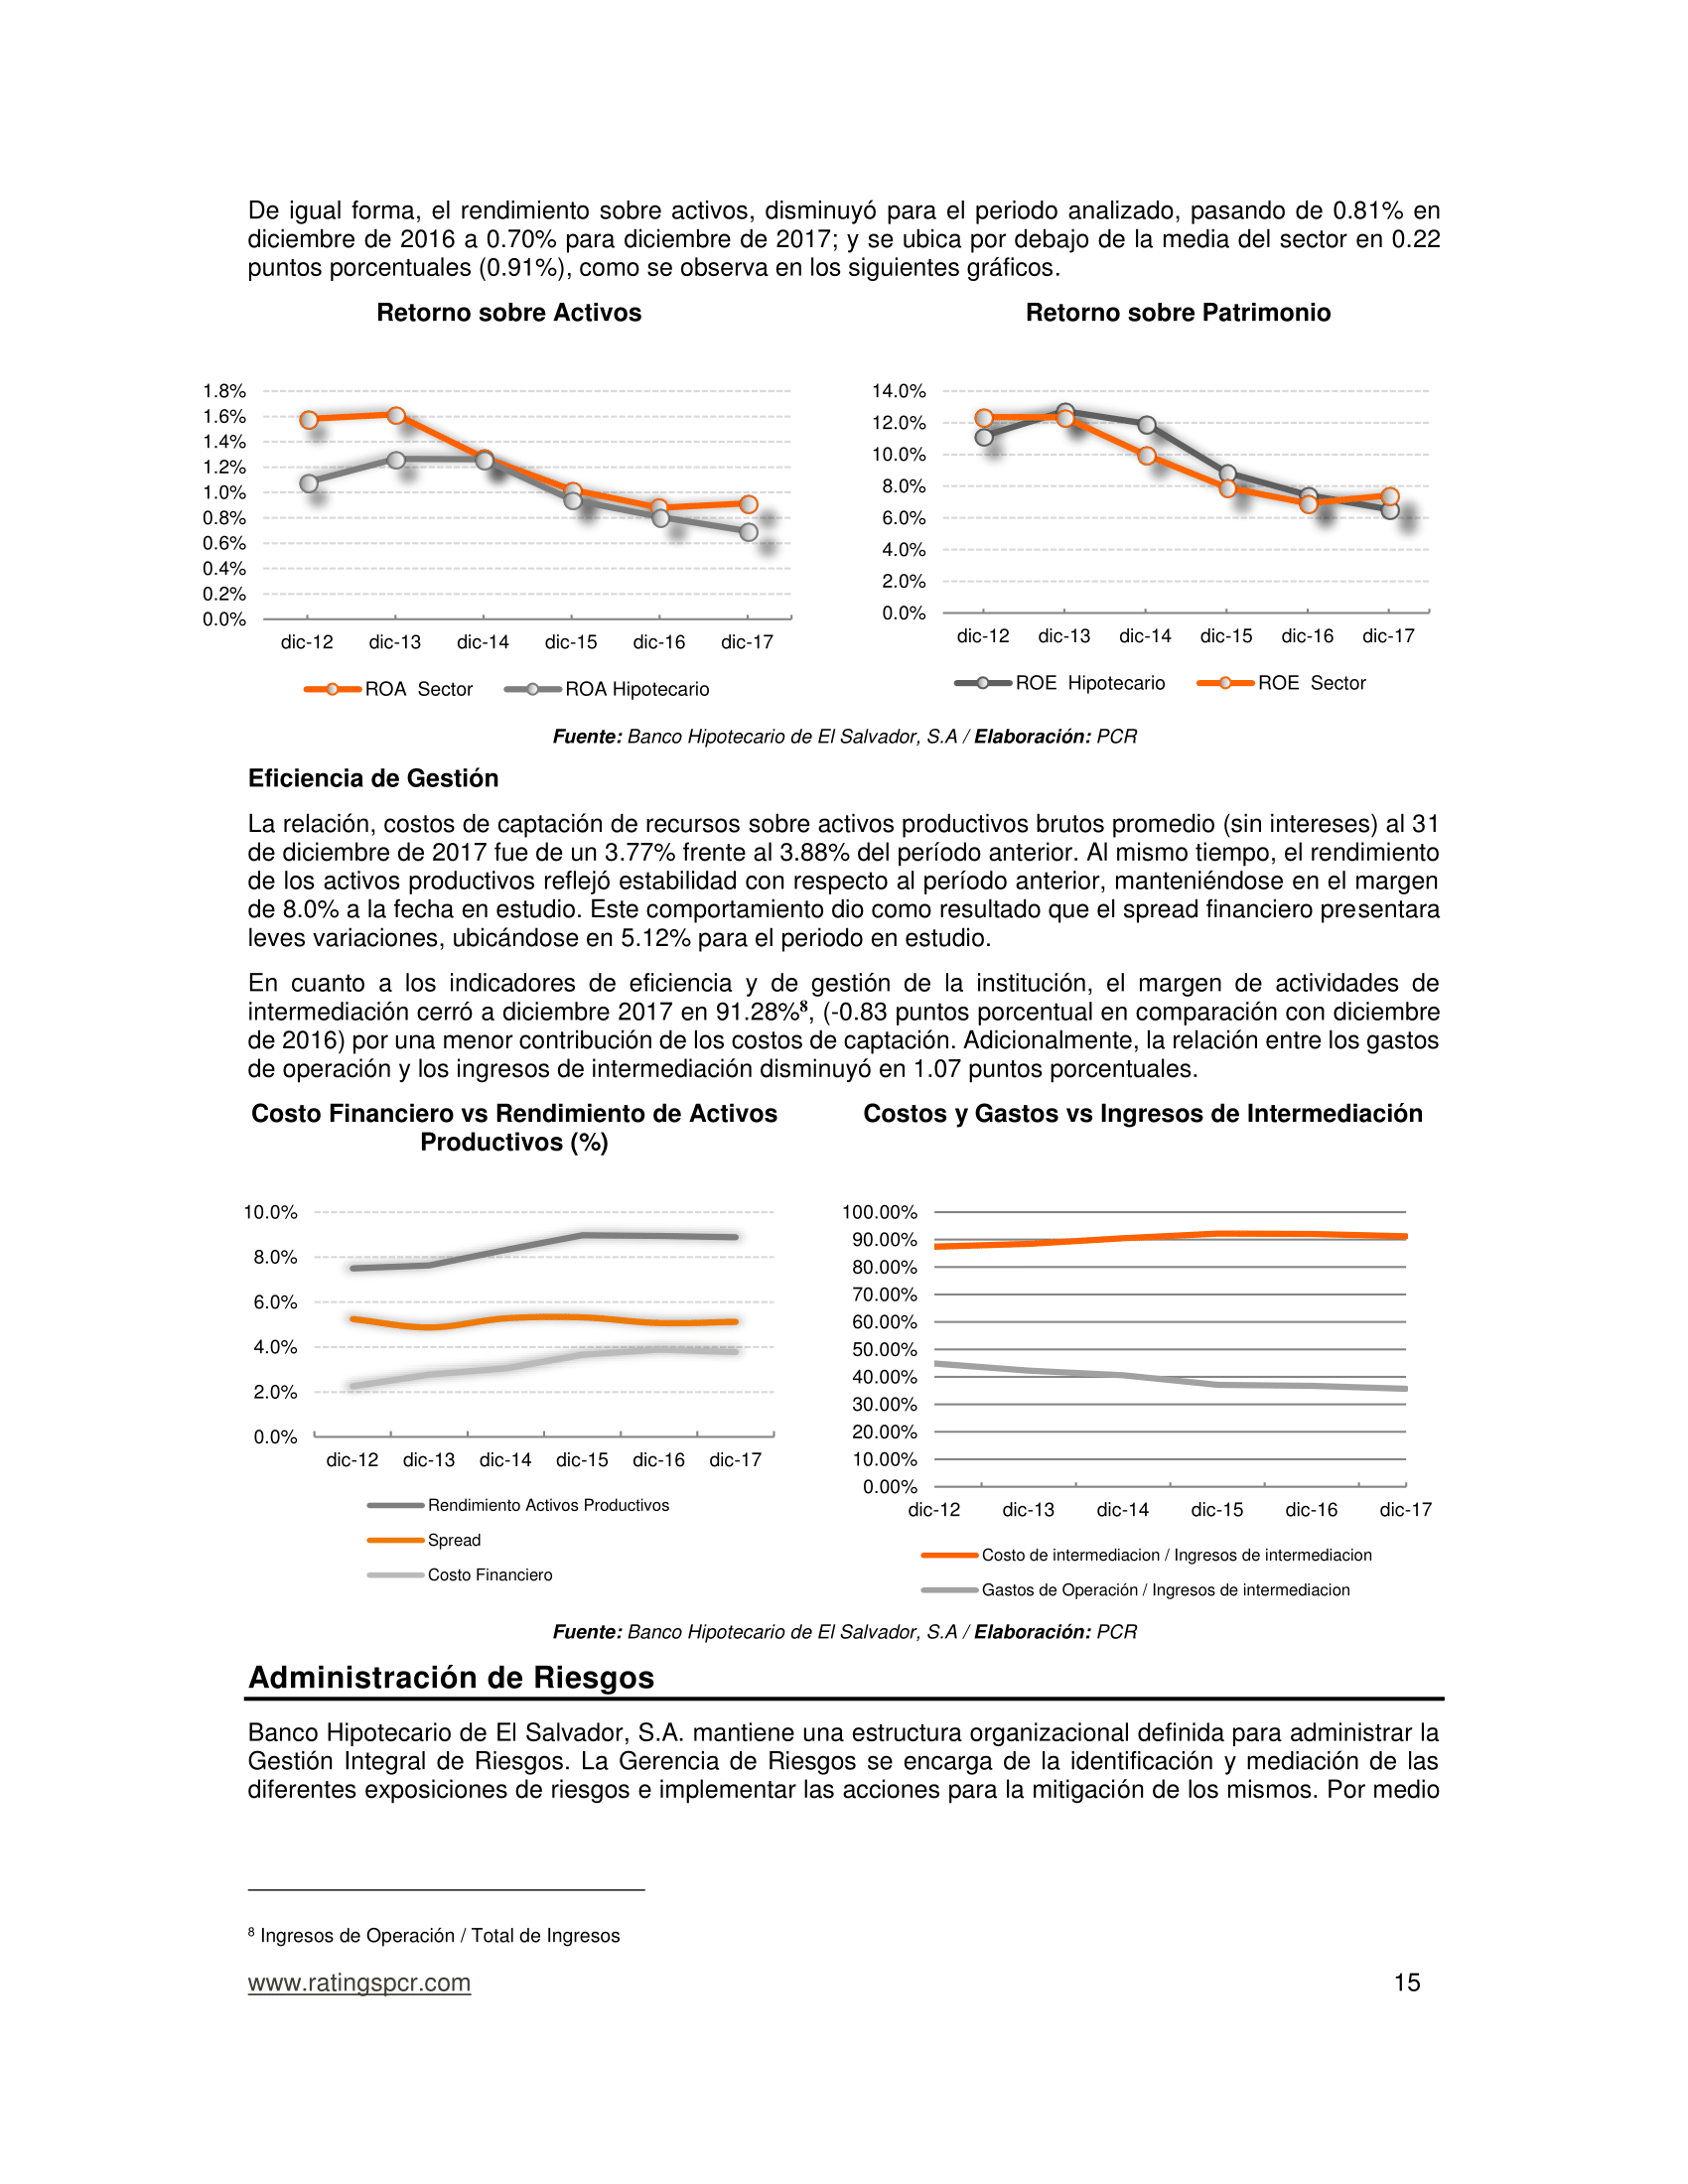 De igual forma, el rendimiento sobre activos, disminuyó para el periodo analizado, pasando de 0.81% en
diciembre de 2016 a 0.70% para diciembre de 2017; y se ubica por debajo de la media del sector en 0.22
puntos porcentuales (0.91%), como se observa en los siguientes gráficos.
Retorno sobre Activos
1.8%
1.6%
1.4%
1.2%
1.0%
0.8%
0.6%
0.4%
0.2%
0.0%
dic-12 dic-13 dic-14 dic-15 dic-16 dic-17
ROA Sector ROA Hipotecario
Retorno sobre Patrimonio
14.0%
12.0%
10.0%
8.0%
6.0%
4.0%
2.0%
0.0%
dic-12 dic-13 dic-14 dic-15 dic-16 dic-17
ROE Hipotecario ROE Sector
Fuente: Banco Hipotecario de El Salvador, S.A / Elaboración: PCR
Eficiencia de Gestión
La relación, costos de captación de recursos sobre activos productivos brutos promedio (sin intereses) al 31
de diciembre de 2017 fue de un 3.77% frente al 3.88% del período anterior. Al mismo tiempo, el rendimiento
de los activos productivos reflejó estabilidad con respecto al período anterior, manteniéndose en el margen
de 8.0% a la fecha en estudio. Este comportamiento dio como resultado que el spread financiero presentara
leves variaciones, ubicándose en 5.12% para el periodo en estudio.
En cuanto a los indicadores de eficiencia y de gestión de la institución, el margen de actividades de
intermediación cerró a diciembre 2017 en 91.28%⁸, (-0.83 puntos porcentual en comparación con diciembre
de 2016) por una menor contribución de los costos de captación. Adicionalmente, la relación entre los gastos
de operación y los ingresos de intermediación disminuyó en 1.07 puntos porcentuales.
Costo Financiero vs Rendimiento de Activos
Productivos (%)
10.0%
8.0%
6.0%
4.0%
2.0%
0.0%
dic-12 dic-13 dic-14 dic-15 dic-16 dic-17
Rendimiento Activos Productivos
Spread
Costo Financiero
Costos y Gastos vs Ingresos de Intermediación
100.00%
90.00%
80.00%
70.00%
60.00%
50.00%
40.00%
30.00%
20.00%
10.00%
0.00%
dic-12 dic-13 dic-14 dic-15 dic-16 dic-17
Costo de intermediacion / Ingresos de intermediacion
Gastos de Operación / Ingresos de intermediacion
Fuente: Banco Hipotecario de El Salvador, S.A / Elaboración: PCR
Administración de Riesgos
Banco Hipotecario de El Salvador, S.A. mantiene una estructura organizacional definida para administrar la
Gestión Integral de Riesgos. La Gerencia de Riesgos se encarga de la identificación y mediación de las
diferentes exposiciones de riesgos e implementar las acciones para la mitigación de los mismos. Por medio
⁸ Ingresos de Operación / Total de Ingresos
www.ratingspcr.com 15